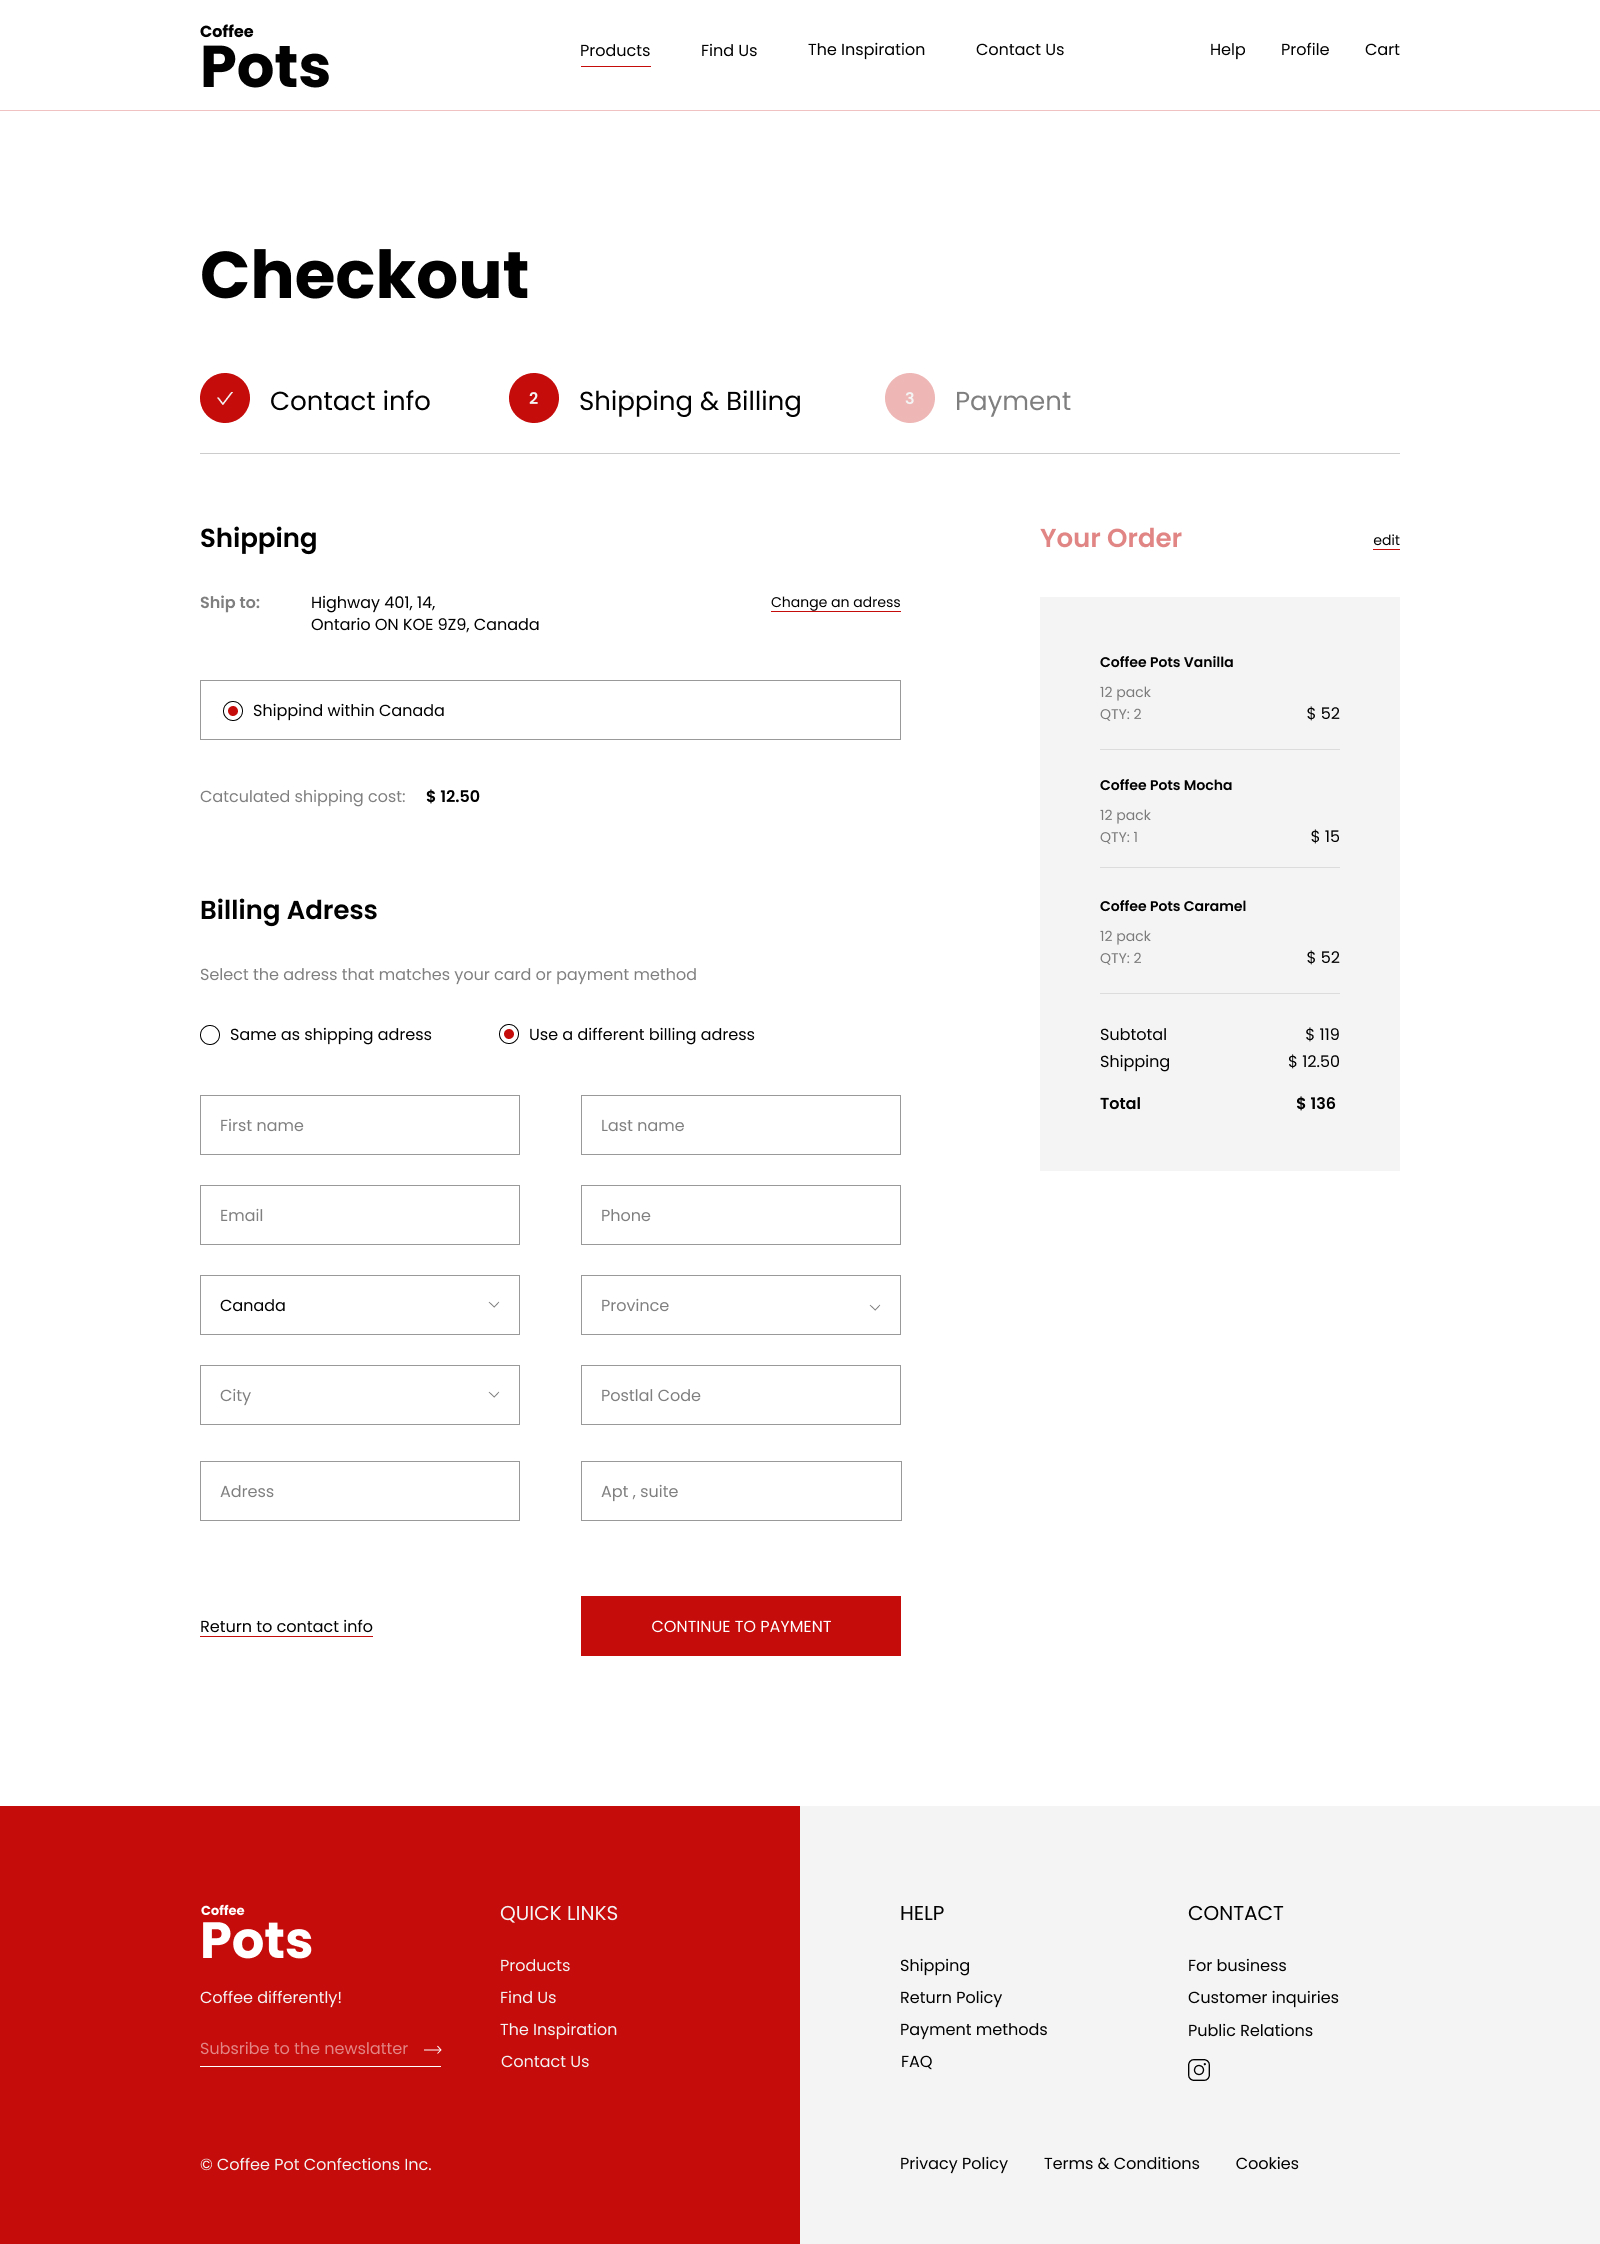 Coffee
Pots
Products
Find Us
The Inspiration
Contact Us
Help
Profile
Cart
Checkout
Contact info
2
Shipping & Billing
3
Payment
Shipping
Ship to:
Highway 401, 14,
Ontario ON KOE 9Z9, Canada
Change an adress
Shippind within Canada
Catculated shipping cost:
$ 12.50
Billing Adress
Select the adress that matches your card or payment method
Same as shipping adress
Use a different billing adress
First name
Last name
Email
Phone
Canada
Province
City
Postlal Code
Adress
Apt , suite
Return to contact info
CONTINUE TO PAYMENT
Your Order
edit
Coffee Pots Vanilla
12 pack
QTY: 2
$ 52
Coffee Pots Mocha
12 pack
QTY: 1
$ 15
Coffee Pots Caramel
12 pack
QTY: 2
$ 52
Subtotal
$ 119
Shipping
$ 12.50
Total
$ 136
Coffee
Pots
Coffee differently!
Subsribe to the newslatter
© Coffee Pot Confections Inc.
QUICK LINKS
Products
Find Us
The Inspiration
Contact Us
HELP
Shipping
Return Policy
Payment methods
FAQ
CONTACT
For business
Customer inquiries
Public Relations
Privacy Policy
Terms & Conditions
Cookies